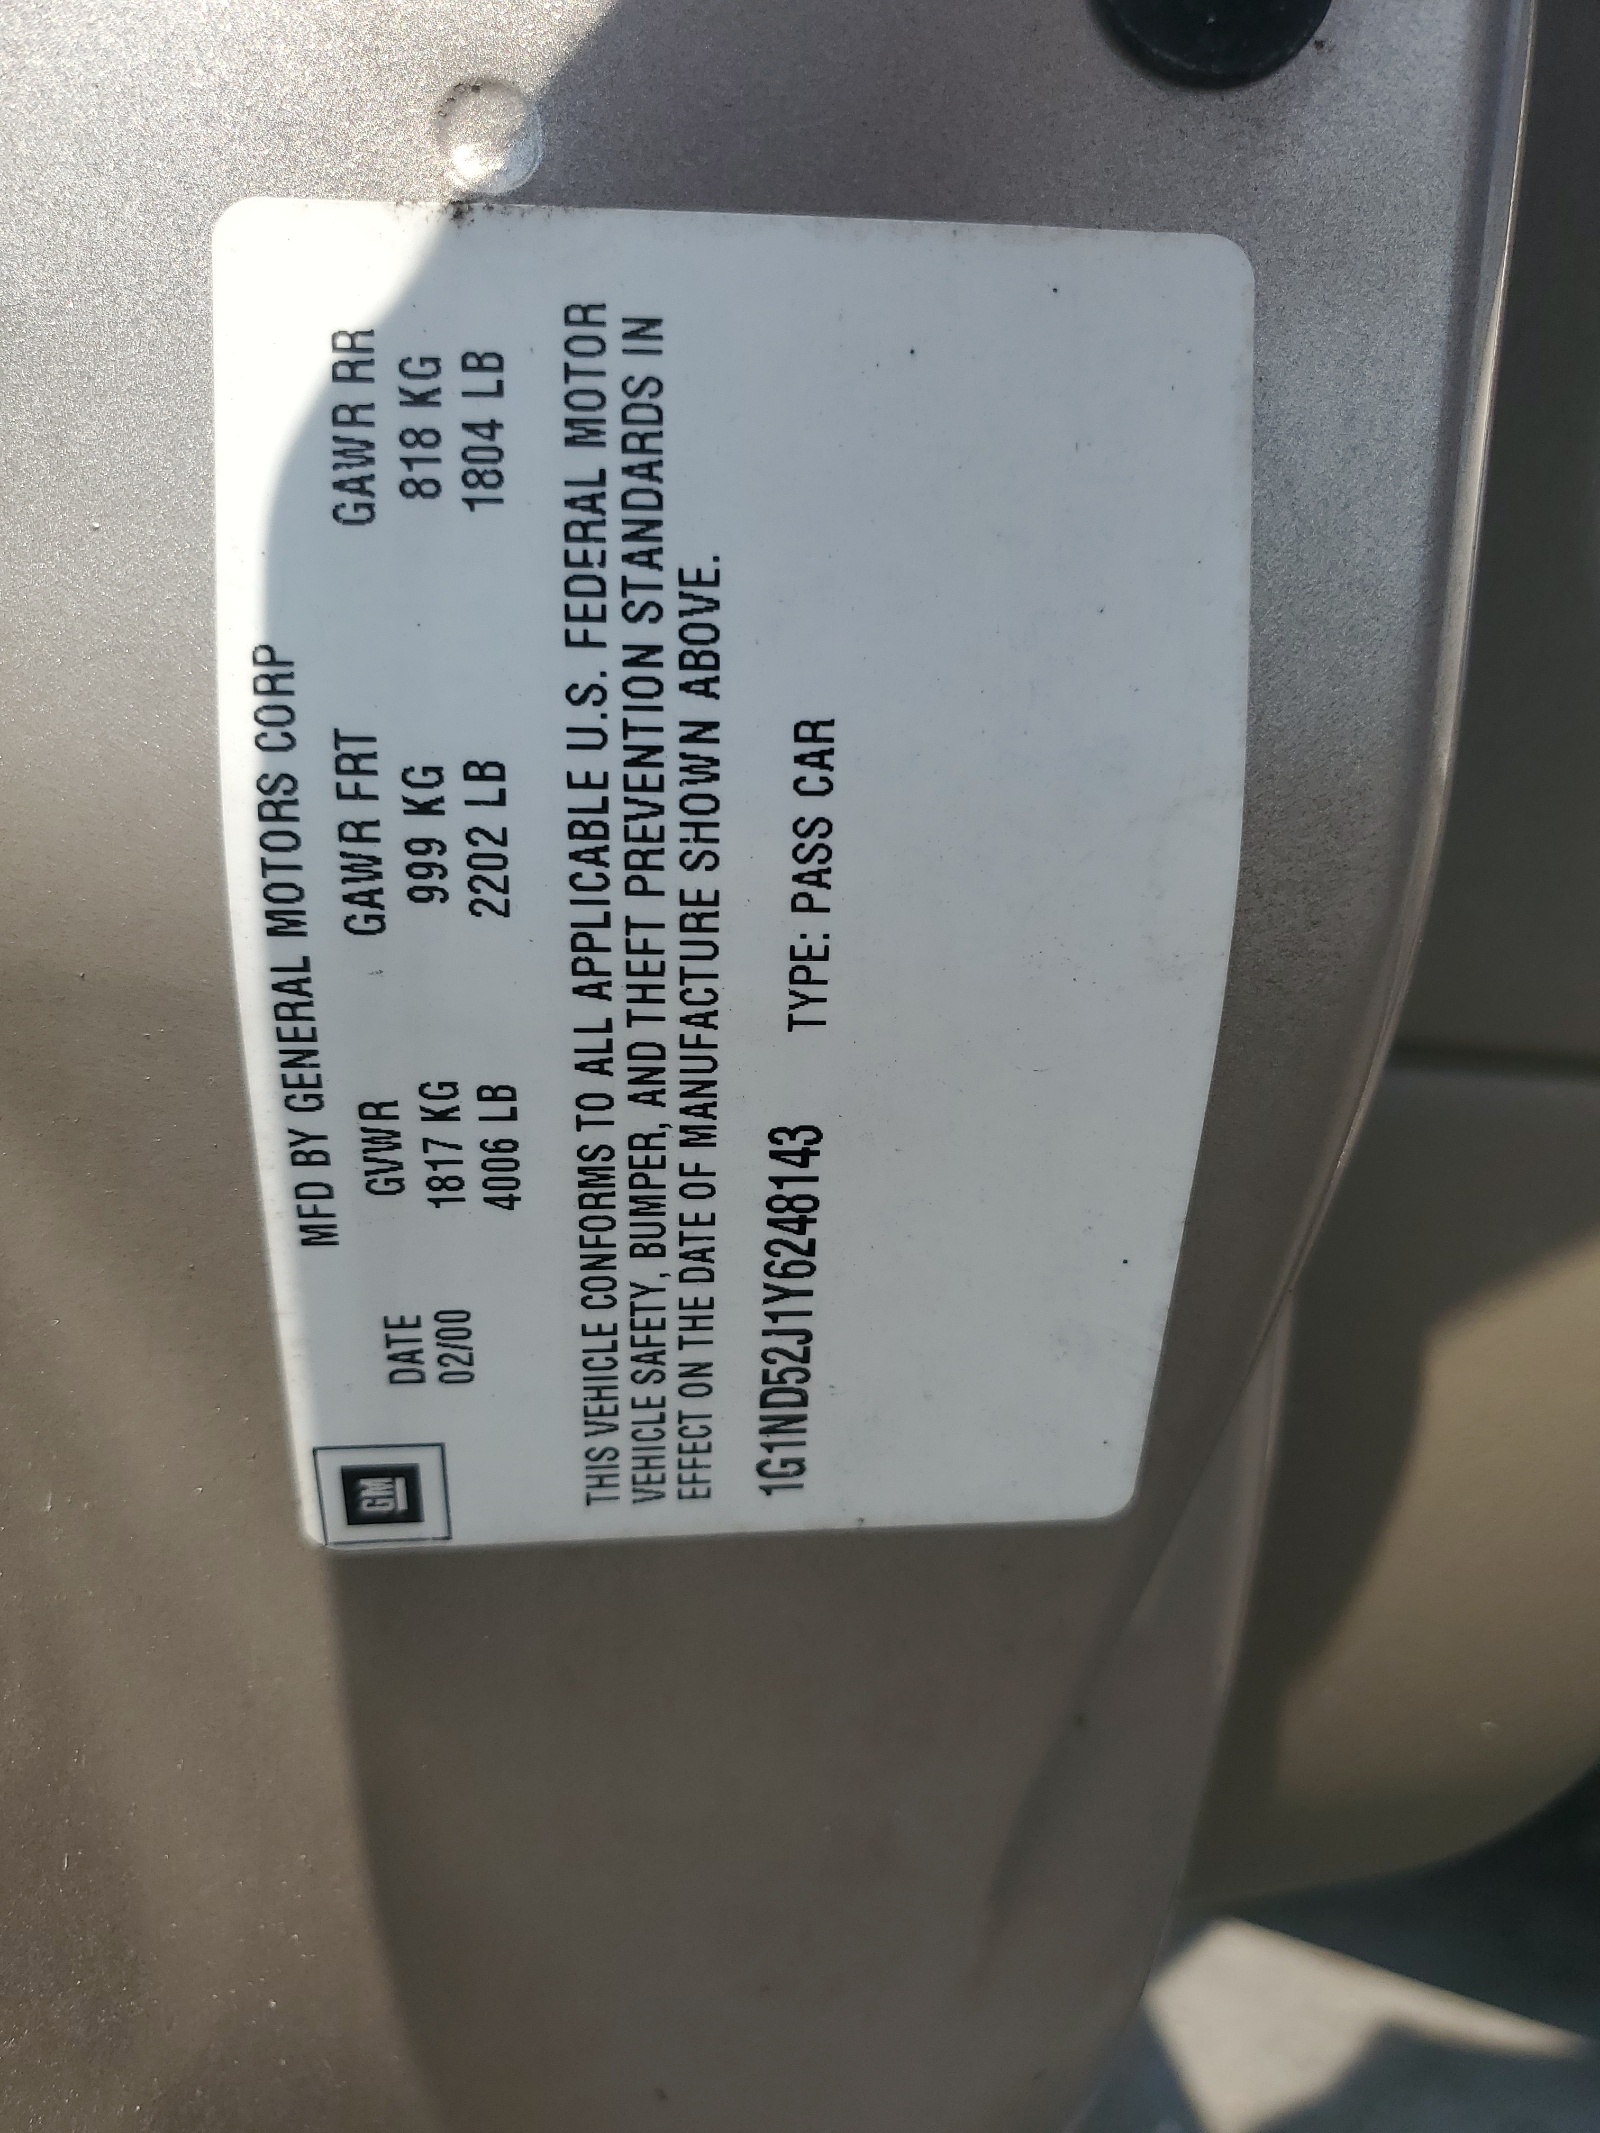 GM
MFD BY GENERAL MOTORS CORP
DATE GVWR GAWR FRT GAWR RR
02/00 1817 KG 999 KG 818 KG
4006 LB 2202 LB 1804 LB
THIS VEHICLE CONFORMS TO ALL APPLICABLE U.S. FEDERAL MOTOR
VEHICLE SAFETY, BUMPER, AND THEFT PREVENTION STANDARDS IN
EFFECT ON THE DATE OF MANUFACTURE SHOWN ABOVE.
1G1ND52J1Y6248143 TYPE: PASS CAR